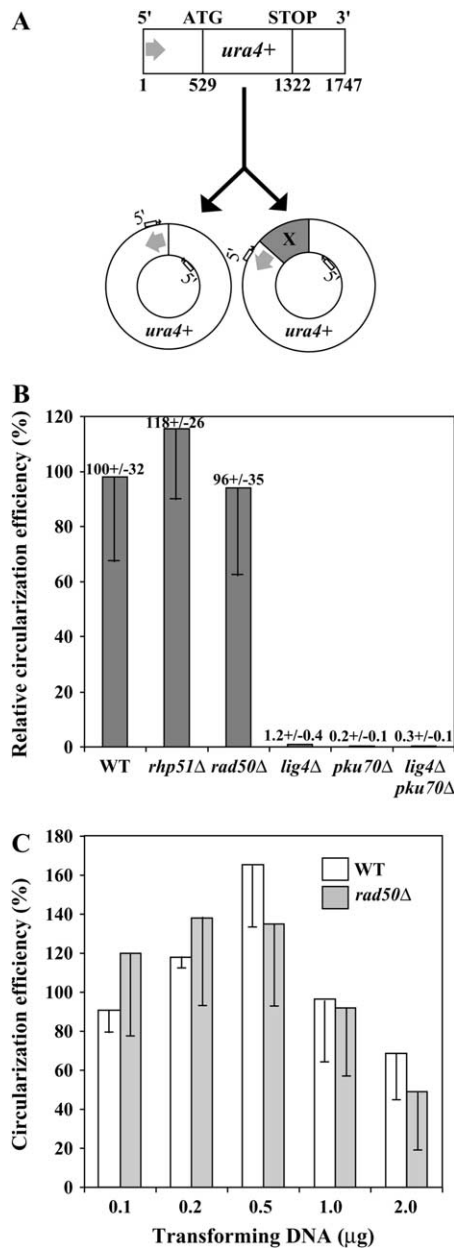 A
5' ATG STOP 3'
ura4+
1 529 1322 1747
5' X 5'
5' 5'
ura4+ ura4+
B
Relative circularization efficiency (%)
120
100
80
60
40
20
0
100+/-32
118+/-26
96+/-35
1.2+/-0.4
0.2+/-0.1
0.3+/-0.1
WT rhp51Δ rad50Δ lig4Δ pku70Δ lig4Δ
pku70Δ
C
Circularization efficiency (%)
180
160
140
120
100
80
60
40
20
0
WT
rad50Δ
0.1 0.2 0.5 1.0 2.0
Transforming DNA (μg)